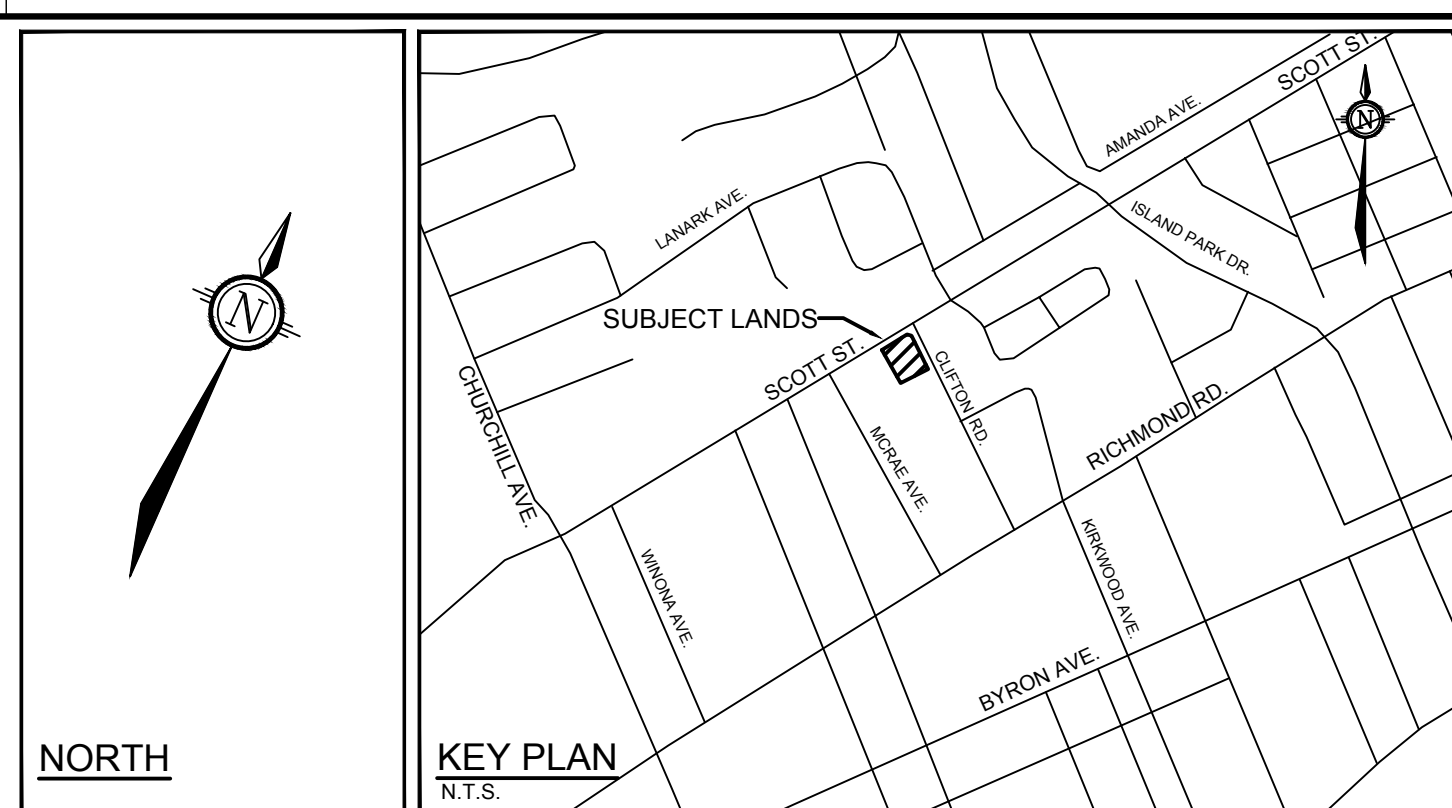 N
NORTH
SCOTT ST.
AMANDA AVE.
N
LANARK AVE.
ISLAND PARK DR.
SUBJECT LANDS
SCOTT ST.
CLIFTON RD.
CHURCHILL AVE.
RICHMOND RD.
MCRAE AVE.
WINONA AVE.
KIRKWOOD AVE.
BYRON AVE.
KEY PLAN
N.T.S.